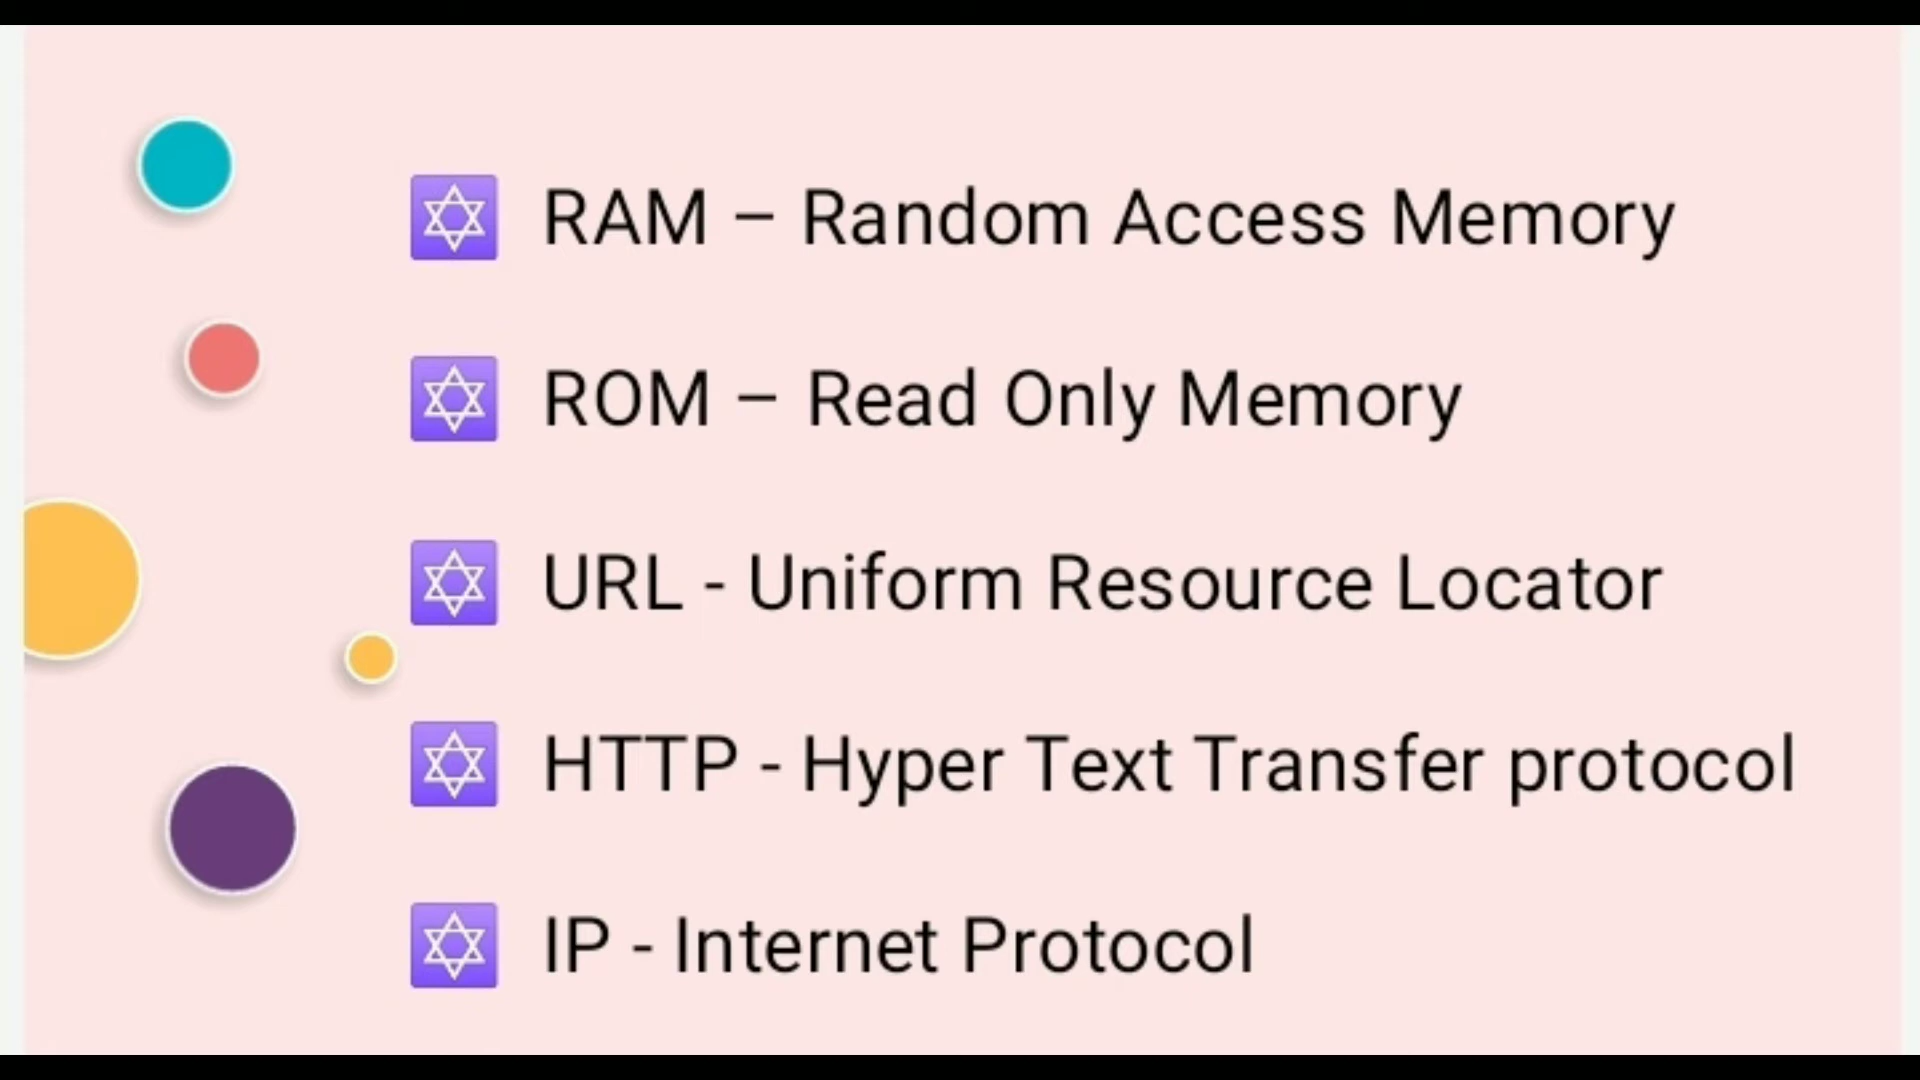 🔯 RAM – Random Access Memory
🔯 ROM – Read Only Memory
🔯 URL - Uniform Resource Locator
🔯 HTTP - Hyper Text Transfer protocol
🔯 IP - Internet Protocol